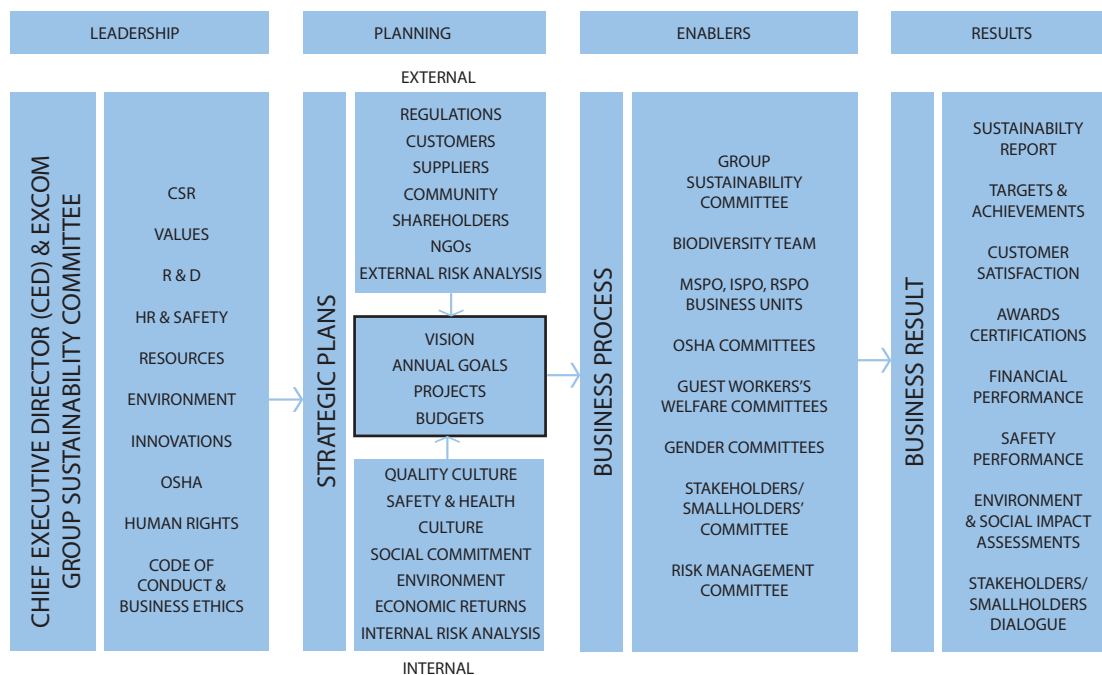 LEADERSHIP
PLANNING
ENABLERS
RESULTS
CHIEF EXECUTIVE DIRECTOR (CED) & EXCOM
GROUP SUSTAINABILITY COMMITTEE
CSR
VALUES
R & D
HR & SAFETY
RESOURCES
ENVIRONMENT
INNOVATIONS
OSHA
HUMAN RIGHTS
CODE OF
CONDUCT &
BUSINESS ETHICS
STRATEGIC PLANS
EXTERNAL
REGULATIONS
CUSTOMERS
SUPPLIERS
COMMUNITY
SHAREHOLDERS
NGOs
EXTERNAL RISK ANALYSIS
VISION
ANNUAL GOALS
PROJECTS
BUDGETS
QUALITY CULTURE
SAFETY & HEALTH
CULTURE
SOCIAL COMMITMENT
ENVIRONMENT
ECONOMIC RETURNS
INTERNAL RISK ANALYSIS
INTERNAL
BUSINESS PROCESS
GROUP
SUSTAINABILITY
COMMITTEE
BIODIVERSITY TEAM
MSPO, ISPO, RSPO
BUSINESS UNITS
OSHA COMMITTEES
GUEST WORKERS'S
WELFARE COMMITTEES
GENDER COMMITTEES
STAKEHOLDERS/
SMALLHOLDERS'
COMMITTEE
RISK MANAGEMENT
COMMITTEE
BUSINESS RESULT
SUSTAINABILTY
REPORT
TARGETS &
ACHIEVEMENTS
CUSTOMER
SATISFACTION
AWARDS
CERTIFICATIONS
FINANCIAL
PERFORMANCE
SAFETY
PERFORMANCE
ENVIRONMENT
& SOCIAL IMPACT
ASSESSMENTS
STAKEHOLDERS/
SMALLHOLDERS
DIALOGUE